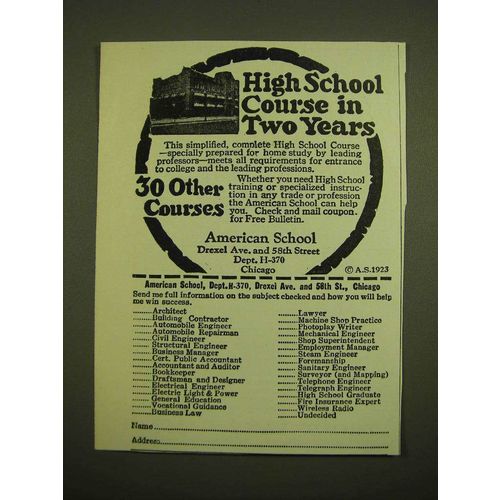 High School
Course in
Two Years
This simplified, complete High School Course
—specially prepared for home study by leading
professors—meets all requirements for entrance
to college and the leading professions.
30 Other
Courses
Whether you need High School
training or specialized instruc-
tion in any trade or profession
the American School can help
you. Check and mail coupon.
for Free Bulletin.
American School
Drexel Ave. and 58th Street
Dept. H-370
Chicago
© A.S. 1923
American School, Dept. H-370, Drexel Ave. and 58th St., Chicago
Send me full information on the subject checked and how you will help
me win success.
........Architect
........Building Contractor
........Automobile Engineer
........Automobile Repairman
........Civil Engineer
........Structural Engineer
........Business Manager
........Cert. Public Accountant
........Accountant and Auditor
........Bookkeeper
........Draftsman and Designer
........Electrical Engineer
........Electric Light & Power
........General Education
........Vocational Guidance
........Business Law
........Lawyer
........Machine Shop Practice
........Photoplay Writer
........Mechanical Engineer
........Shop Superintendent
........Employment Manager
........Steam Engineer
........Foremanship
........Sanitary Engineer
........Surveyor (and Mapping)
........Telephone Engineer
........Telegraph Engineer
........High School Graduate
........Fire Insurance Expert
........Wireless Radio
........Undecided
Name
Address